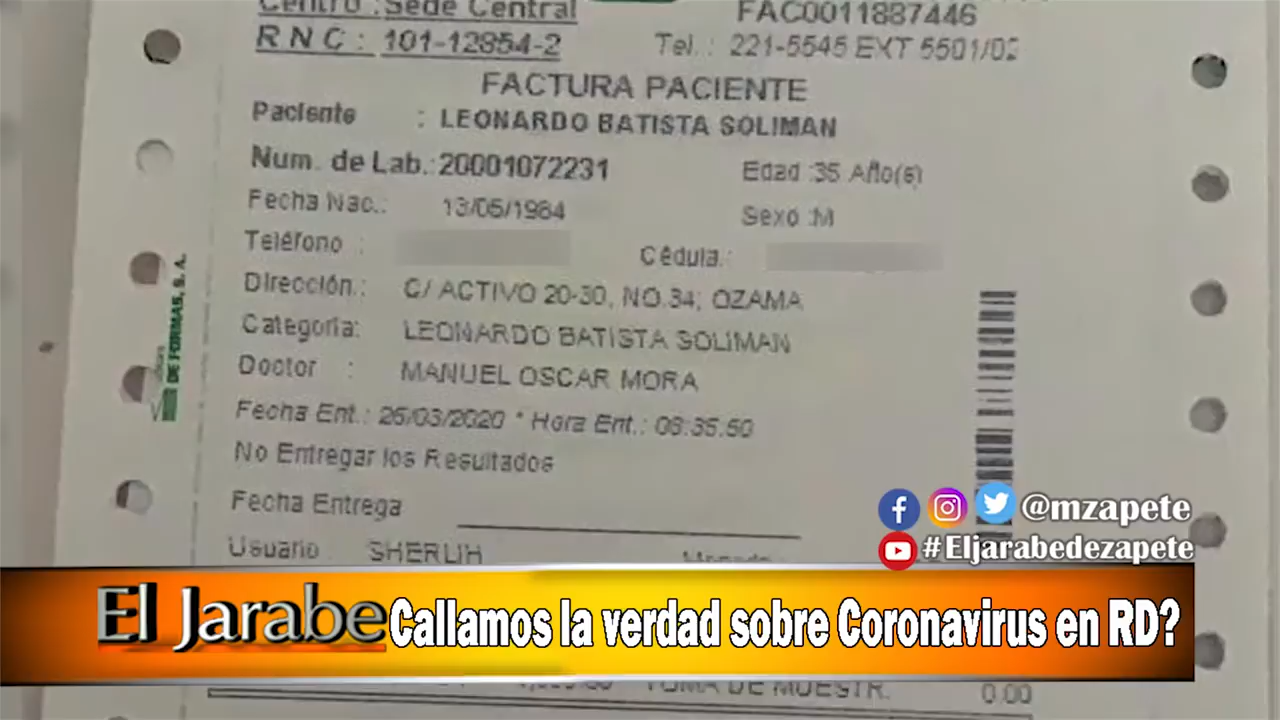 Centro :Sede Central
FAC0011887446
R N C : 101-12854-2
Tel. : 221-5545 EXT 5501/02
FACTURA PACIENTE
Paciente : LEONARDO BATISTA SOLIMAN
Num. de Lab.:20001072231
Edad :35 Año(s)
Fecha Nac.: 13/05/1984
Sexo :M
Teléfono :
Cédula :
Dirección.: C/ ACTIVO 20-30, NO.34; OZAMA
Categoria: LEONARDO BATISTA SOLIMAN
Doctor : MANUEL OSCAR MORA
Fecha Ent.: 26/03/2020 * Hora Ent.: 08:35:50
No Entregar los Resultados
Fecha Entrega
Usuario SHERLIH
DE FORMAS, S. A.
@mzapete
#Eljarabedezapete
El Jarabe Callamos la verdad sobre Coronavirus en RD?
TOMA DE MUESTR. 0.00